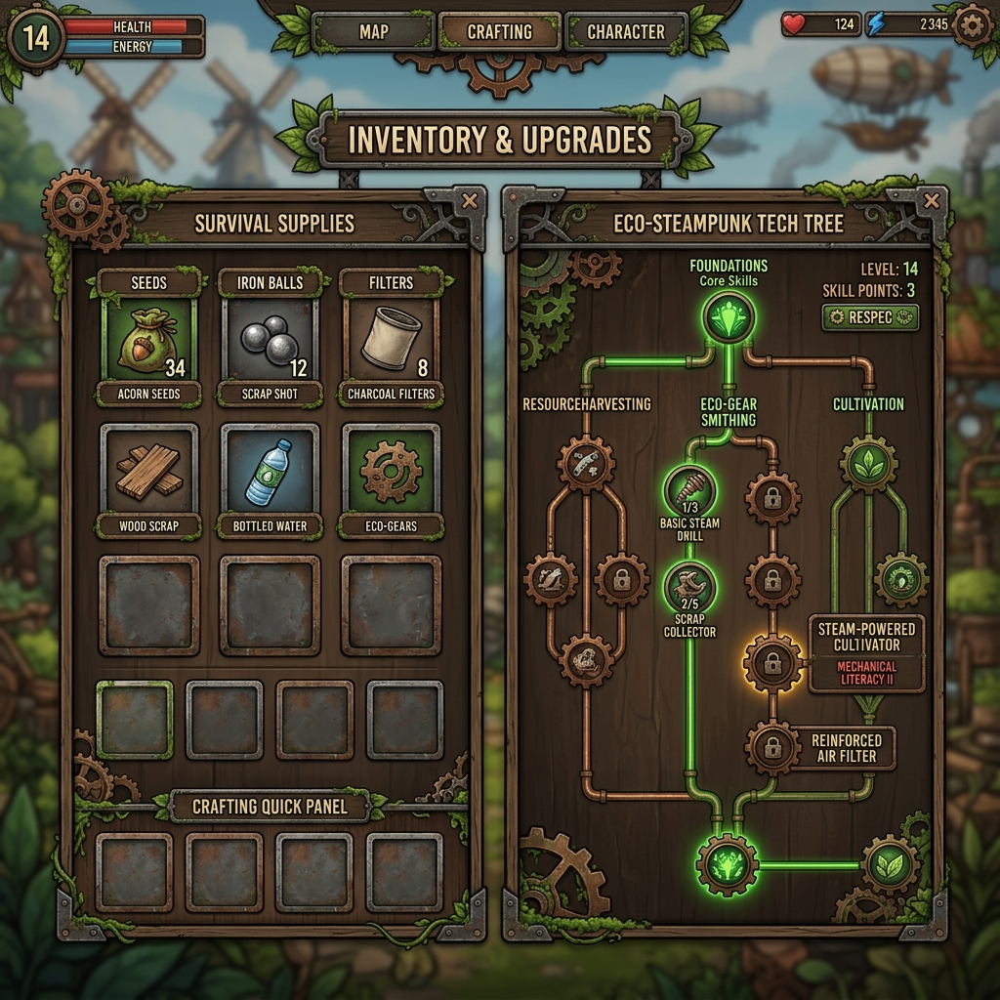 14
HEALTH
ENERGY
MAP
CRAFTING
CHARACTER
124
2345
INVENTORY & UPGRADES
SURVIVAL SUPPLIES
SEEDS
IRON BALLS
FILTERS
34
12
8
ACORN SEEDS
SCRAP SHOT
CHARCOAL FILTERS
WOOD SCRAP
BOTTLED WATER
ECO-GEARS
CRAFTING QUICK PANEL
ECO-STEAMPUNK TECH TREE
FOUNDATIONS
Core Skills
LEVEL: 14
SKILL POINTS: 3
RESPEC
RESOURCEHARVESTING
ECO-GEAR
SMITHING
CULTIVATION
1/3
BASIC STEAM
DRILL
2/5
SCRAP
COLLECTOR
STEAM-POWERED
CULTIVATOR
MECHANICAL
LITERACY II
REINFORCED
AIR FILTER